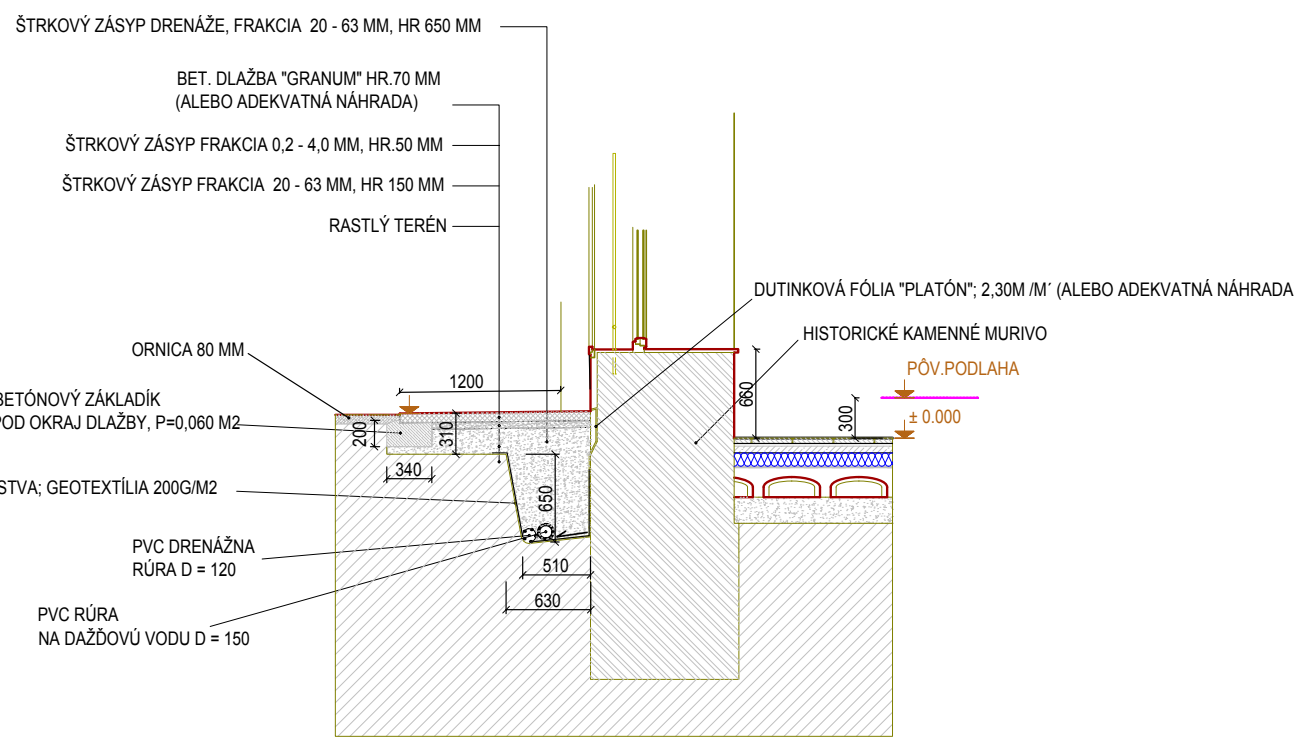 ŠTRKOVÝ ZÁSYP DRENÁŽE, FRAKCIA 20 - 63 MM, HR 650 MM
BET. DLAŽBA "GRANUM" HR.70 MM
(ALEBO ADEKVATNÁ NÁHRADA)
ŠTRKOVÝ ZÁSYP FRAKCIA 0,2 - 4,0 MM, HR.50 MM
ŠTRKOVÝ ZÁSYP FRAKCIA 20 - 63 MM, HR 150 MM
RASTLÝ TERÉN
DUTINKOVÁ FÓLIA "PLATÓN"; 2,30M /M´ (ALEBO ADEKVATNÁ NÁHRADA
HISTORICKÉ KAMENNÉ MURIVO
ORNICA 80 MM
PÔV.PODLAHA
1200
660
BETÓNOVÝ ZÁKLADÍK
POD OKRAJ DLAŽBY, P=0,060 M2
200
310
300
± 0.000
340
STVA; GEOTEXTÍLIA 200G/M2
650
PVC DRENÁŽNA
RÚRA D = 120
510
630
PVC RÚRA
NA DAŽĎOVÚ VODU D = 150